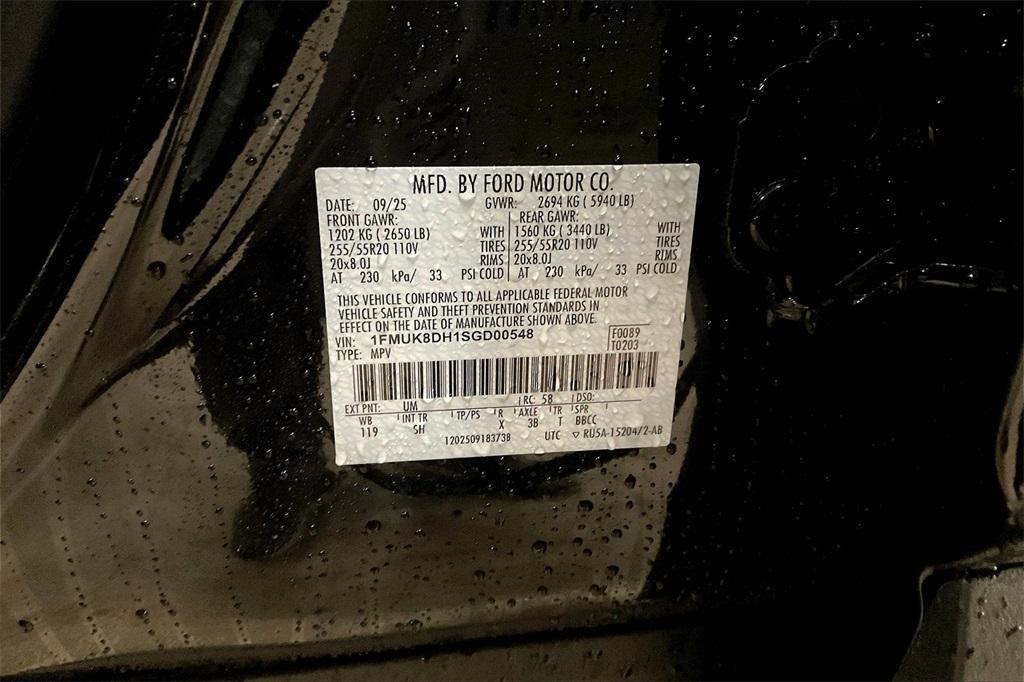 MFD. BY FORD MOTOR CO.
DATE: 09/25 GVWR: 2694 KG ( 5940 LB)
FRONT GAWR: REAR GAWR:
1202 KG ( 2650 LB) WITH 1560 KG ( 3440 LB) WITH
255/55R20 110V TIRES 255/55R20 110V TIRES
20x8.0J RIMS 20x8.0J RIMS
AT 230 kPa/ 33 PSI COLD AT 230 kPa/ 33 PSI COLD
THIS VEHICLE CONFORMS TO ALL APPLICABLE FEDERAL MOTOR
VEHICLE SAFETY AND THEFT PREVENTION STANDARDS IN
EFFECT ON THE DATE OF MANUFACTURE SHOWN ABOVE.
VIN: 1FMUK8DH1SGD00548 F0089
TYPE: MPV T0203
EXT PNT: UM RC: 58 DSO:
WB INT TR TP/PS R AXLE TR SPR
119 SH X 3B T BBCC
120250918373B UTC ▽ RU5A-15204/2-AB